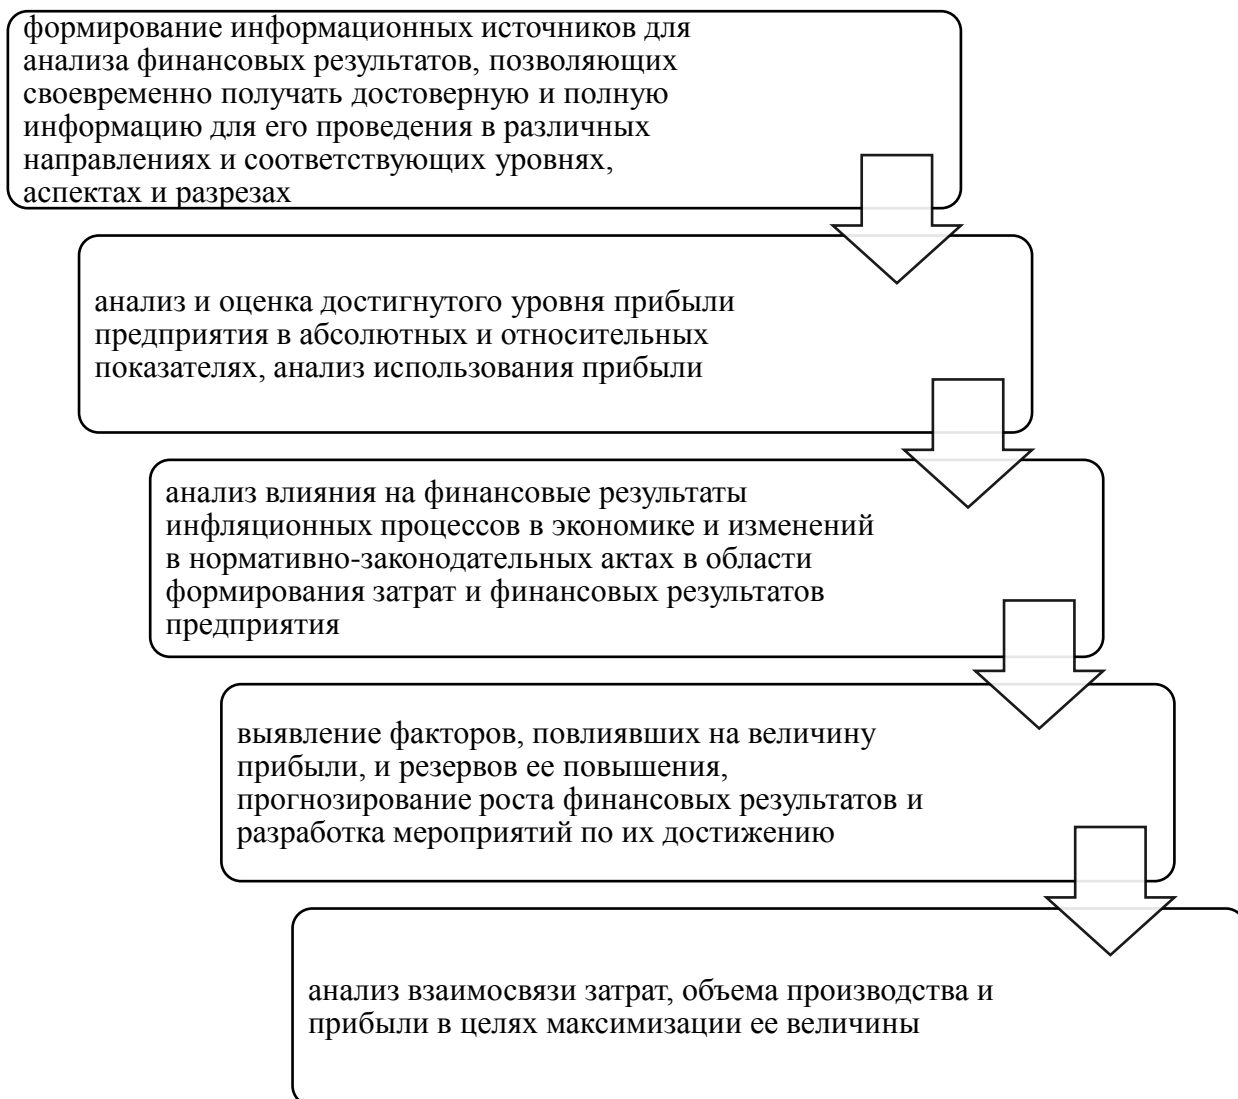 формирование информационных источников для
анализа финансовых результатов, позволяющих
своевременно получать достоверную и полную
информацию для его проведения в различных
направлениях и соответствующих уровнях,
аспектах и разрезах
анализ и оценка достигнутого уровня прибыли
предприятия в абсолютных и относительных
показателях, анализ использования прибыли
анализ влияния на финансовые результаты
инфляционных процессов в экономике и изменений
в нормативно-законодательных актах в области
формирования затрат и финансовых результатов
предприятия
выявление факторов, повлиявших на величину
прибыли, и резервов ее повышения,
прогнозирование роста финансовых результатов и
разработка мероприятий по их достижению
анализ взаимосвязи затрат, объема производства и
прибыли в целях максимизации ее величины